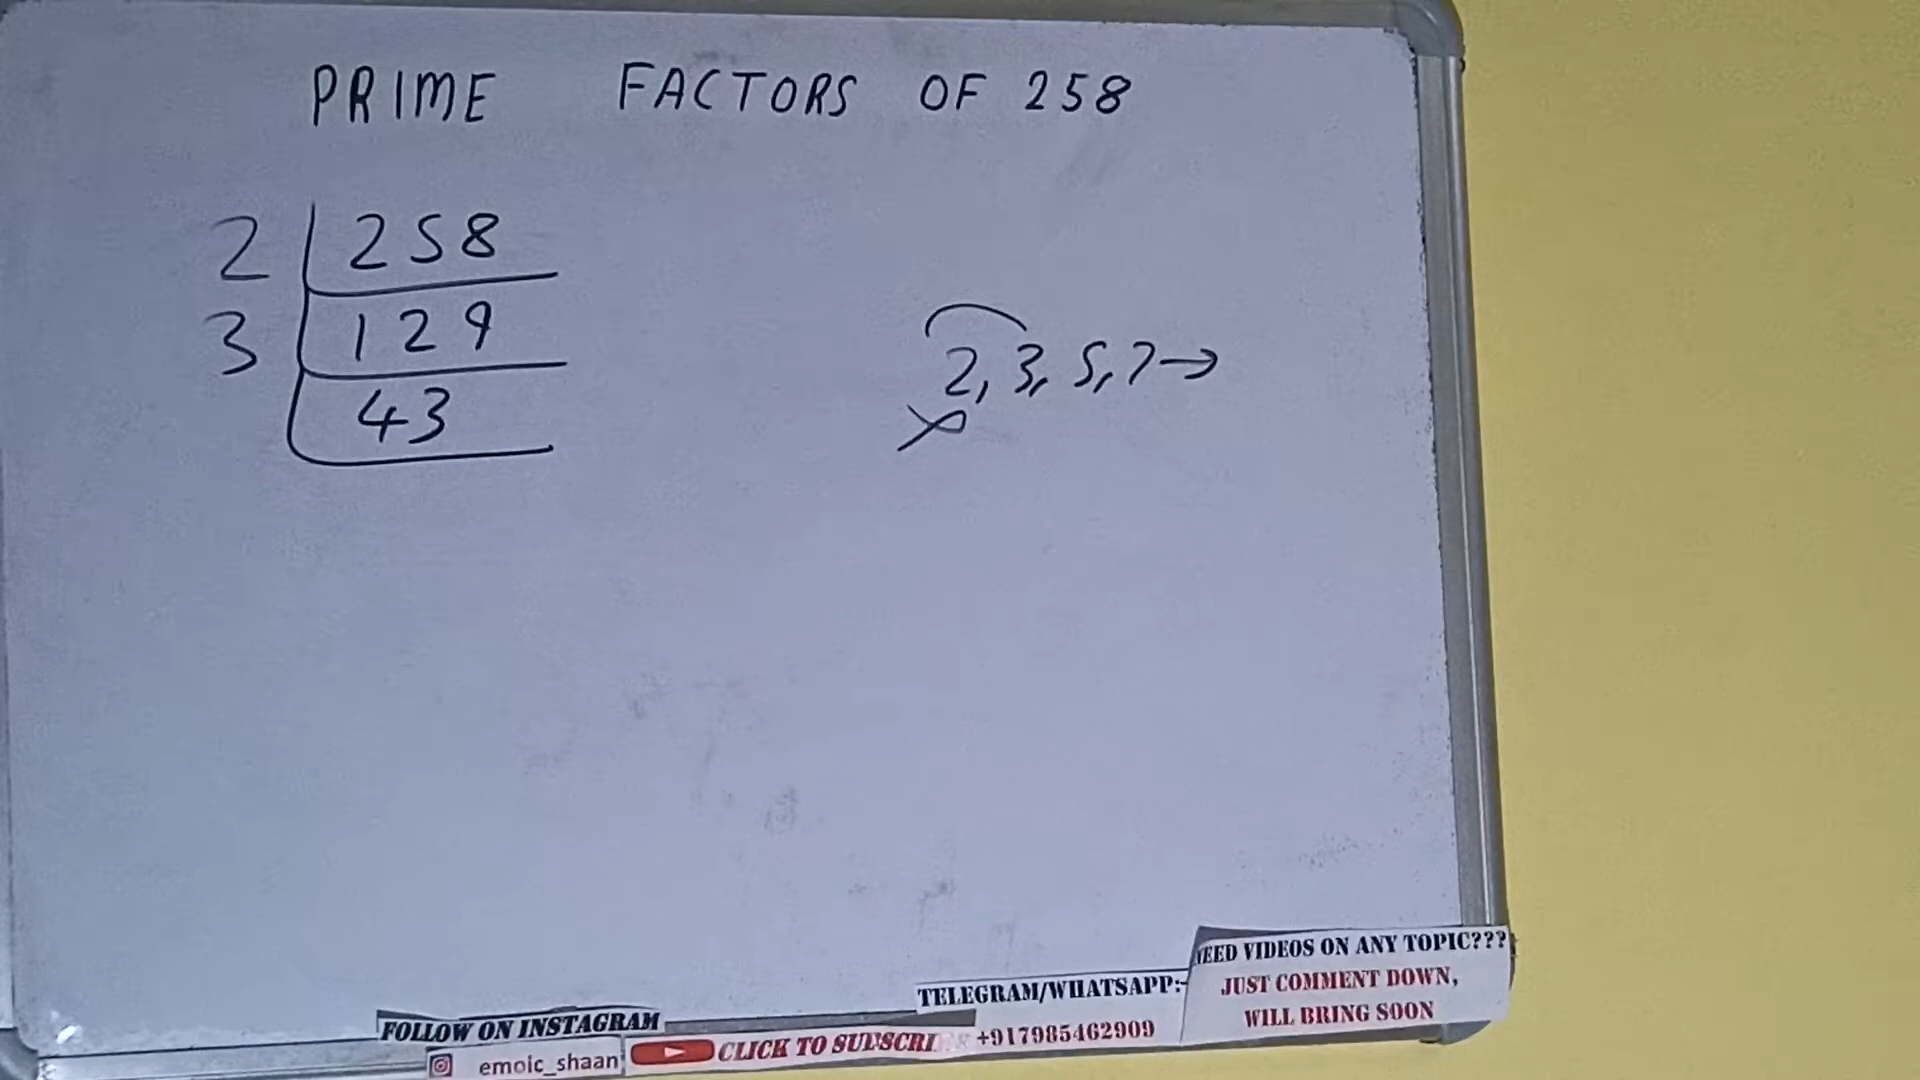 PRIME FACTORS OF 258
2 258
3 129
43
2, 3, 5, 7→
NEED VIDEOS ON ANY TOPIC???
JUST COMMENT DOWN,
WILL BRING SOON
TELEGRAM/WHATSAPP:-
+917985462909
FOLLOW ON INSTAGRAM
emoic_shaan
CLICK TO SUBSCRI